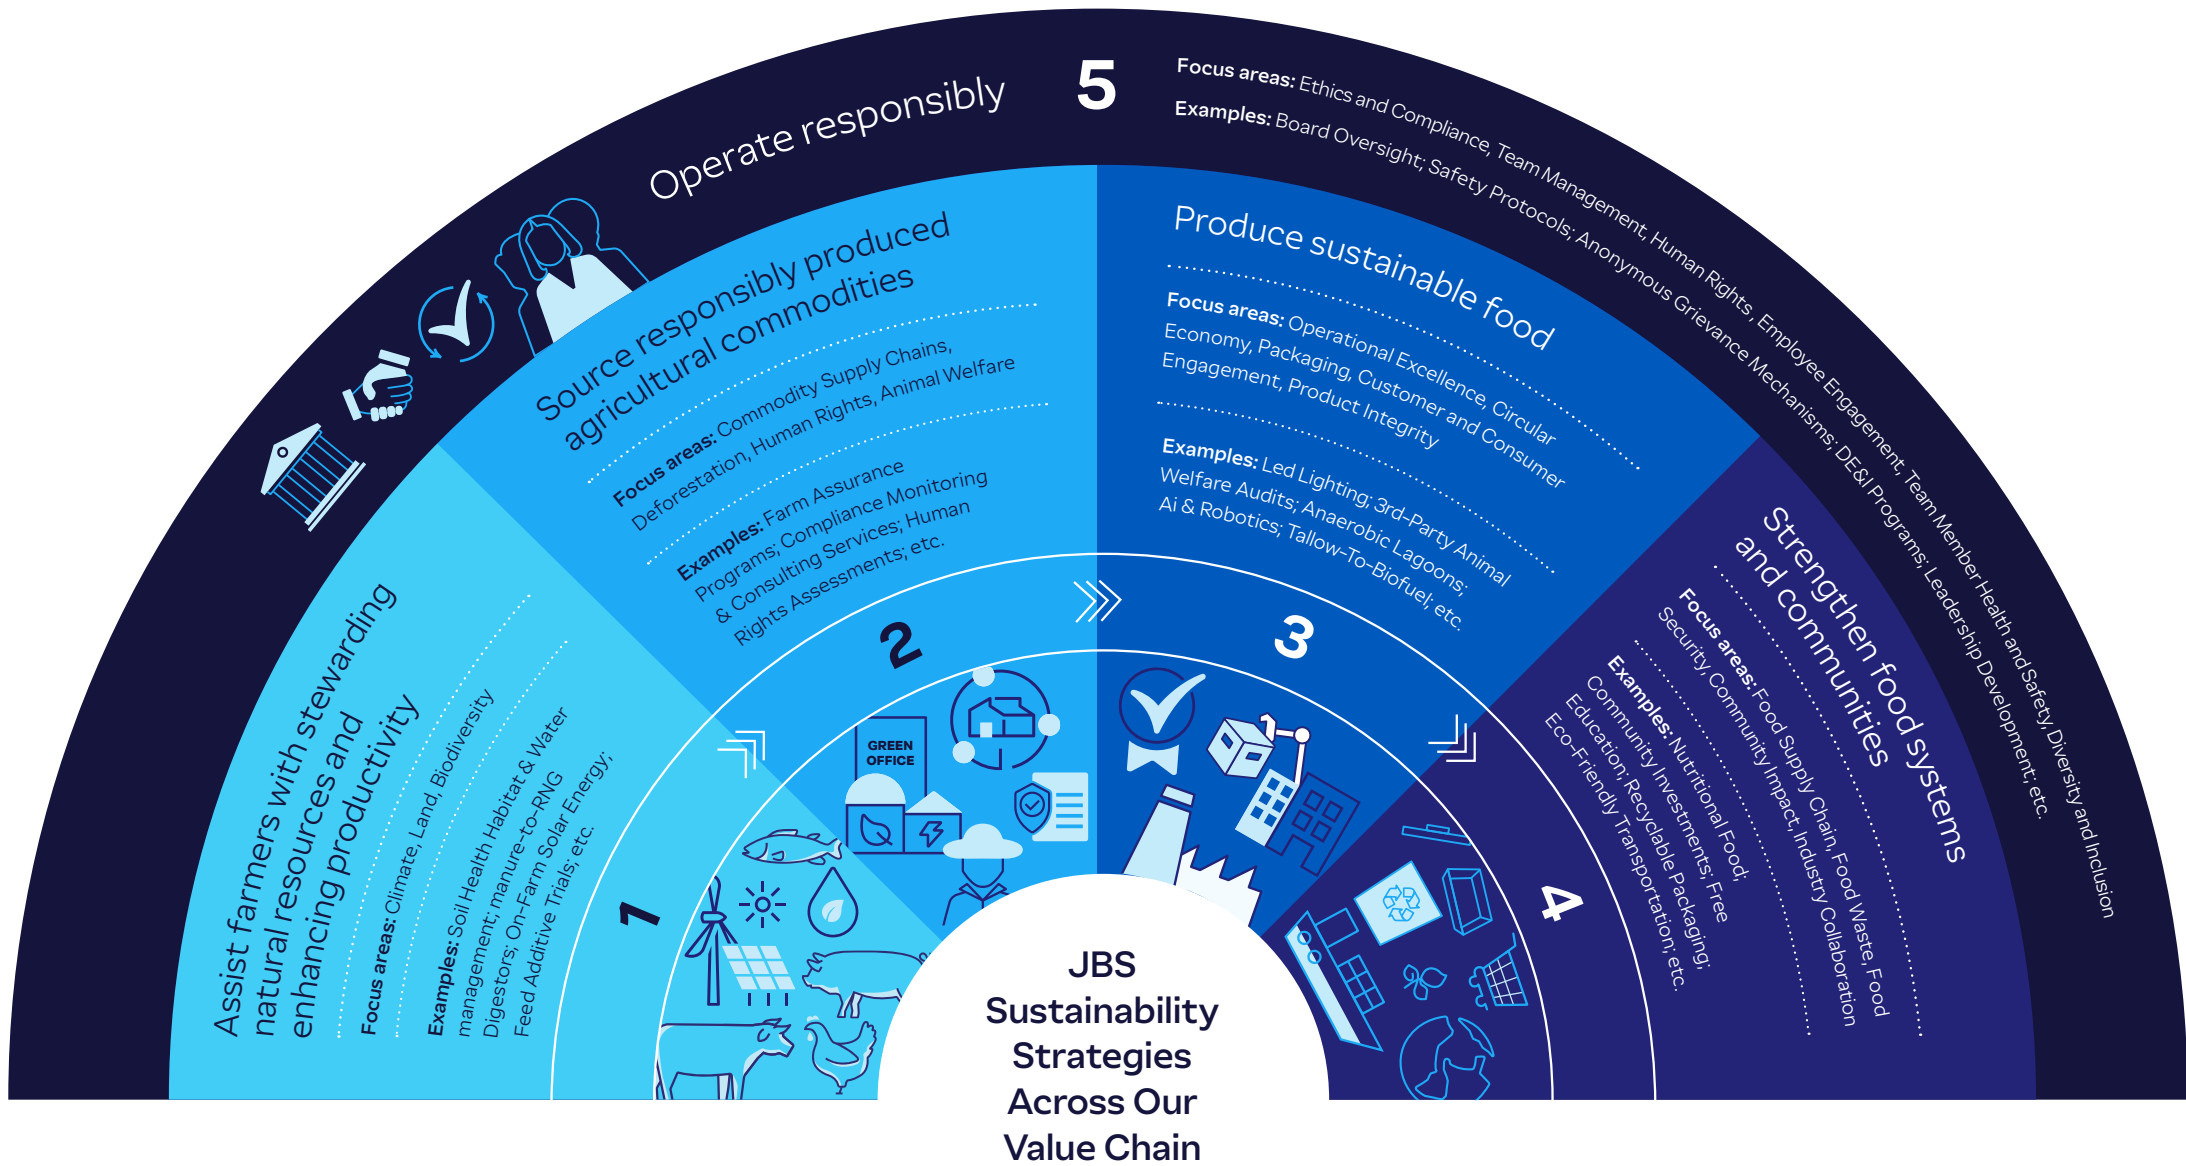 Operate responsibly
5
Focus areas: Ethics and Compliance, Team Management, Human Rights, Employee Engagement, Team Member Health and Safety, Diversity and Inclusion
Examples: Board Oversight; Safety Protocols; Anonymous Grievance Mechanisms; DE&I Programs; Leadership Development; etc.
Assist farmers with stewarding
natural resources and
enhancing productivity
Focus areas: Climate, Land, Biodiversity
Examples: Soil Health Habitat & Water
management; manure-to-RNG
Digestors; On-Farm Solar Energy;
Feed Additive Trials; etc.
1
Source responsibly produced
agricultural commodities
Focus areas: Commodity Supply Chains,
Deforestation, Human Rights, Animal Welfare
Examples: Farm Assurance
Programs; Compliance Monitoring
& Consulting Services; Human
Rights Assessments; etc.
2
GREEN
OFFICE
Produce sustainable food
Focus areas: Operational Excellence, Circular
Economy, Packaging, Customer and Consumer
Engagement, Product Integrity
Examples: Led Lighting; 3rd-Party Animal
Welfare Audits; Anaerobic Lagoons;
Ai & Robotics; Tallow-To-Biofuel; etc.
3
Strengthen food systems
and communities
Focus areas: Food Supply Chain, Food Waste, Food
Security, Community Impact, Industry Collaboration
Examples: Nutritional Food;
Community Investments; Free
Education; Recyclable Packaging;
Eco-Friendly Transportation; etc.
4
JBS
Sustainability
Strategies
Across Our
Value Chain